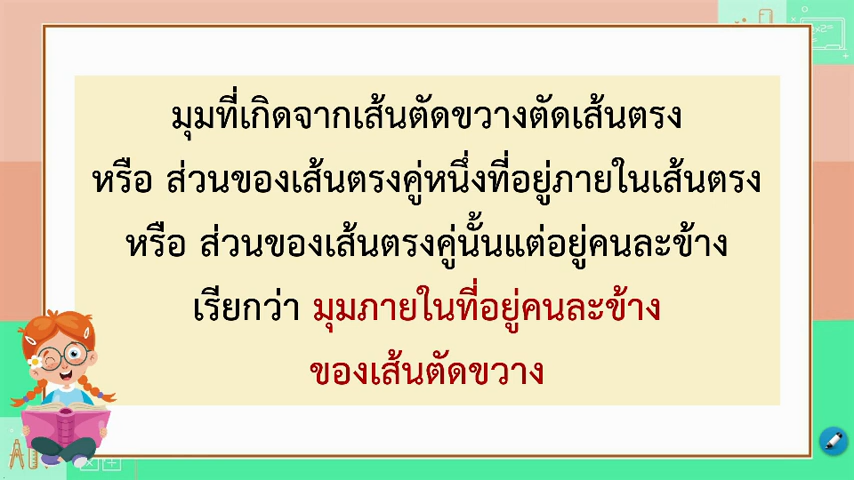 มุมที่เกิดจากเส้นตัดขวางตัดเส้นตรง
หรือ ส่วนของเส้นตรงคู่หนึ่งที่อยู่ภายในเส้นตรง
หรือ ส่วนของเส้นตรงคู่นั้นแต่อยู่คนละข้าง
เรียกว่า มุมภายในที่อยู่คนละข้าง
ของเส้นตัดขวาง